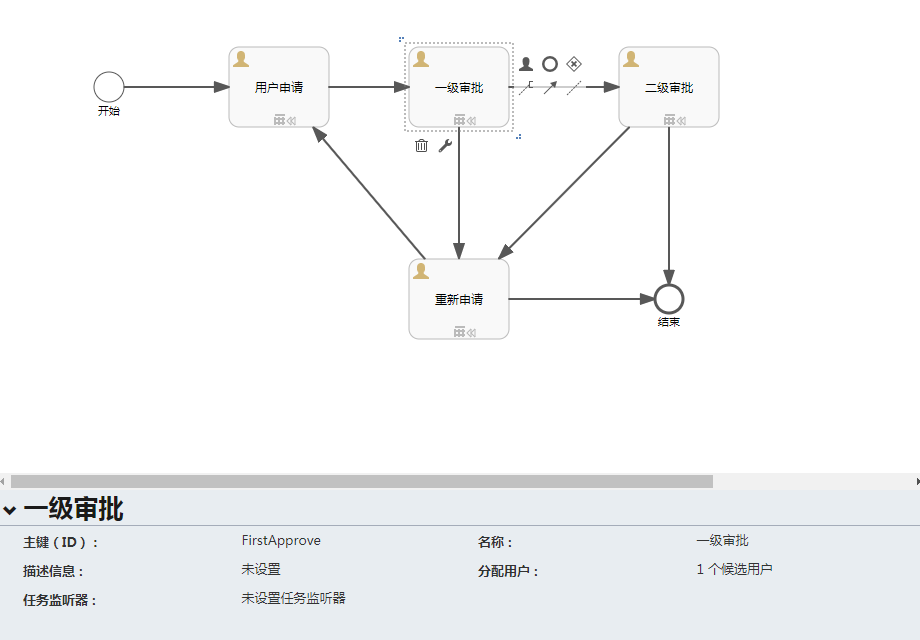 开始
用户申请
一级审批
二级审批
重新申请
结束
一级审批
主键（ID）： FirstApprove 名称： 一级审批
描述信息： 未设置 分配用户： 1 个候选用户
任务监听器： 未设置任务监听器